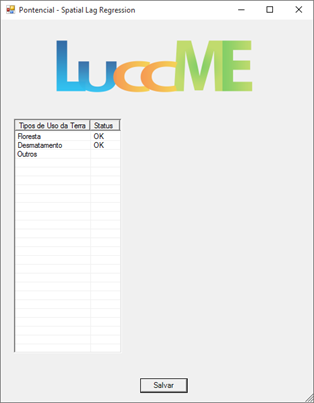 Pontencial - Spatial Lag Regression
LuccME
Tipos de Uso da Terra Status
Floresta OK
Desmatamento OK
Outros
Salvar